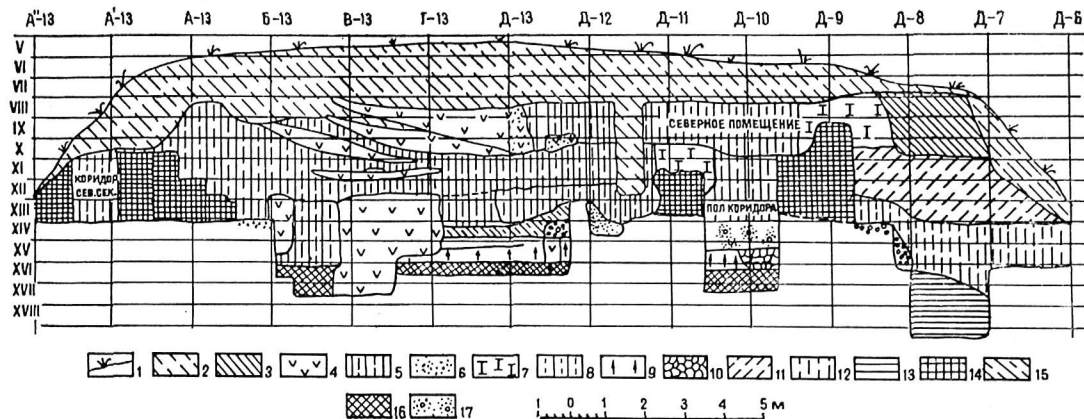 А"-13 А'-13 А-13 Б-13 В-13 Г-13 Д-13 Д-12 Д-11 Д-10 Д-9 Д-8 Д-7 Д-6
V
VI
VII
VIII
IX
СЕВЕРНОЕ ПОМЕЩЕНИЕ
X
XI
КОРИДОР
СЕВ. СЕК.
XII
XIII
ПОЛ КОРИДОРА
XIV
XV
XVI
XVII
XVIII
1 2 3 4 5 6 7 8 9 10 11 12 13 14 15
16 17 1 0 1 2 3 4 5 м